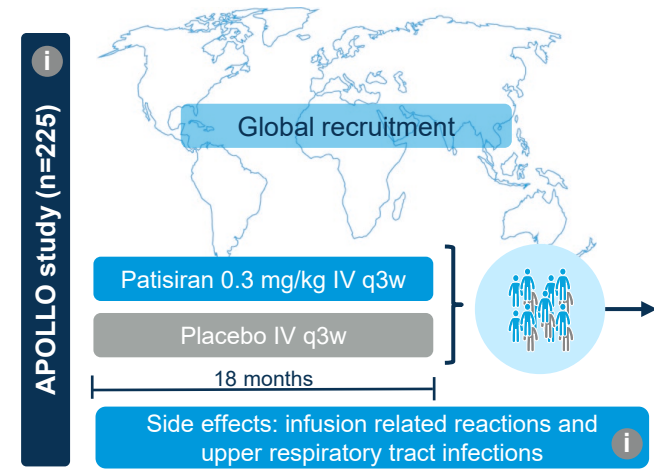 i
APOLLO study (n=225)
Global recruitment
Patisiran 0.3 mg/kg IV q3w
Placebo IV q3w
18 months
Side effects: infusion related reactions and
upper respiratory tract infections
i